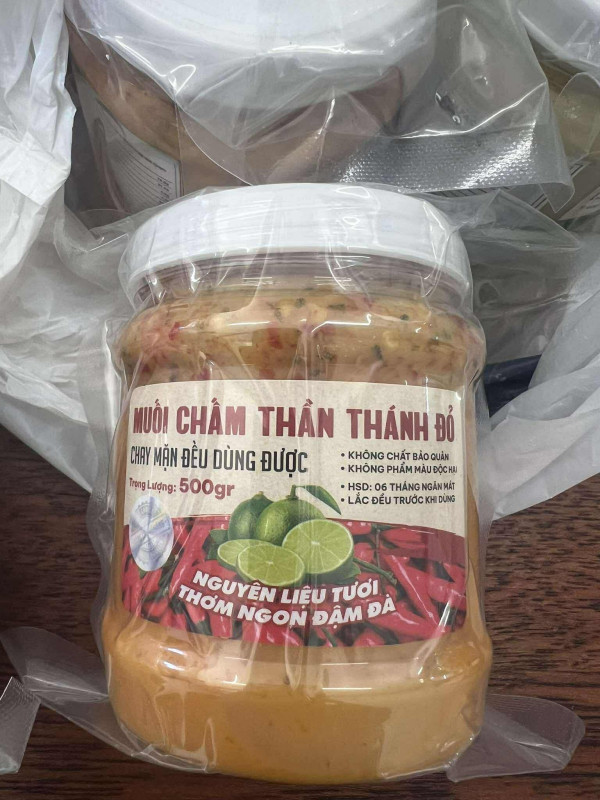 MUỐI CHẤM THẦN THÁNH ĐỎ
CHAY MẶN ĐỀU DÙNG ĐƯỢC
Trọng Lượng: 500gr
• KHÔNG CHẤT BẢO QUẢN
• KHÔNG PHẨM MÀU ĐỘC HẠI
• HSD: 06 THÁNG NGĂN MÁT
• LẮC ĐỀU TRƯỚC KHI DÙNG
NGUYÊN LIỆU TƯƠI
THƠM NGON ĐẬM ĐÀ